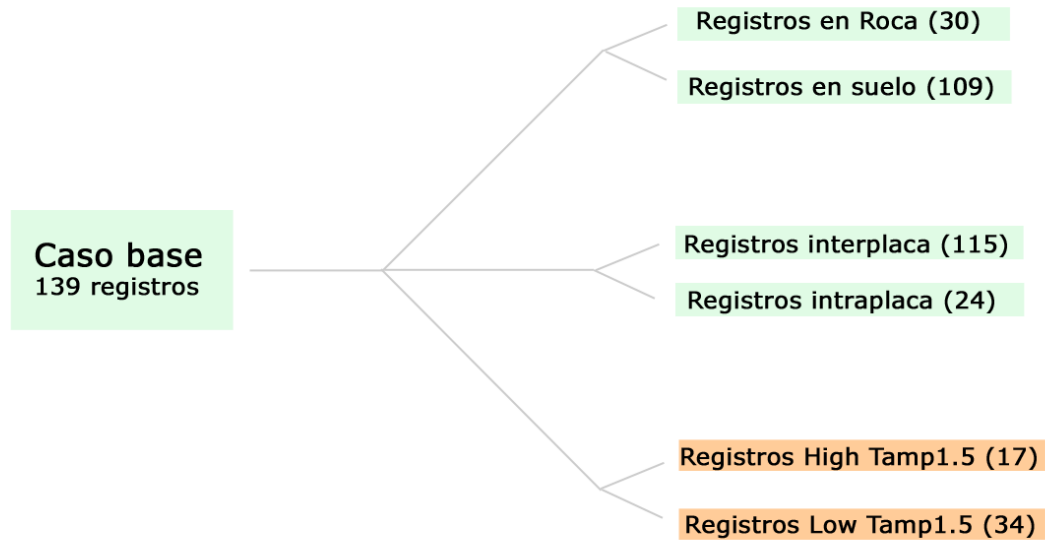 Caso base
139 registros
Registros en Roca (30)
Registros en suelo (109)
Registros interplaca (115)
Registros intraplaca (24)
Registros High Tamp1.5 (17)
Registros Low Tamp1.5 (34)